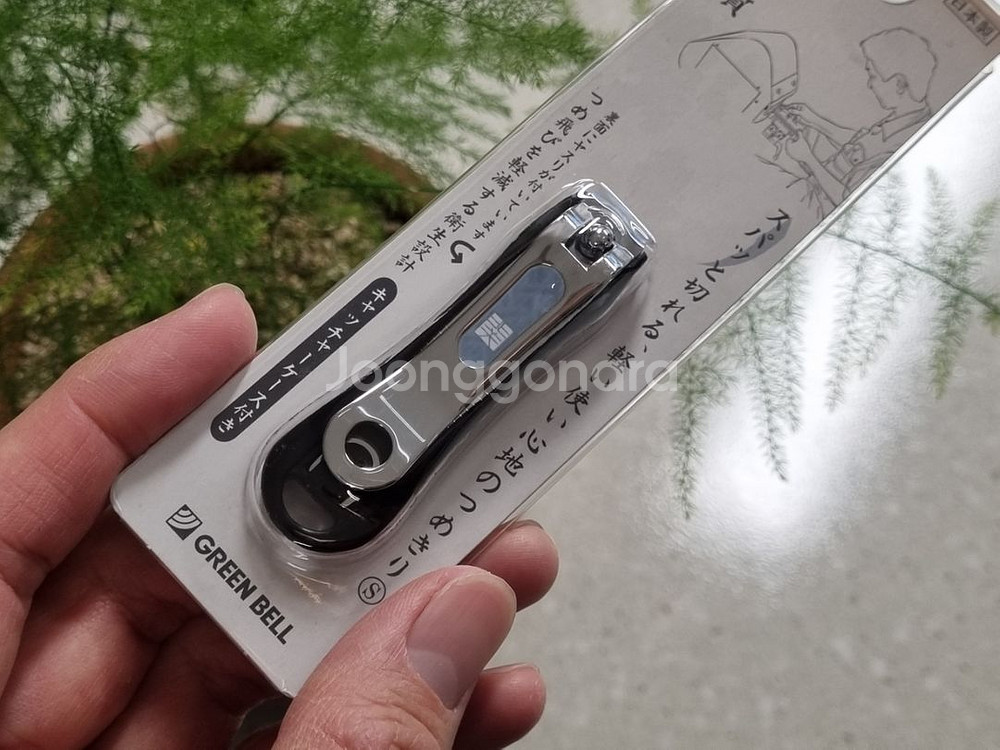 日本製
スパッと切れる、軽い使い心地のつめきり
Ⓢ
裏面にヤスリが付いています
つめ飛びを軽減する衛生設計
キャッチャーケース付き
GREEN BELL
Joonggonara